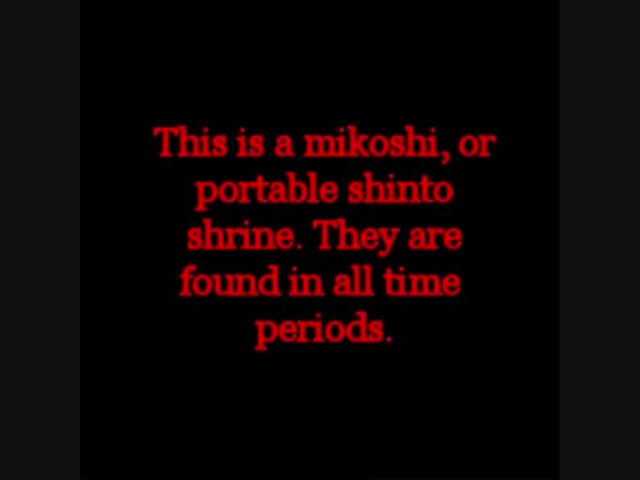 This is a mikoshi, or
portable shinto
shrine. They are
found in all time
periods.